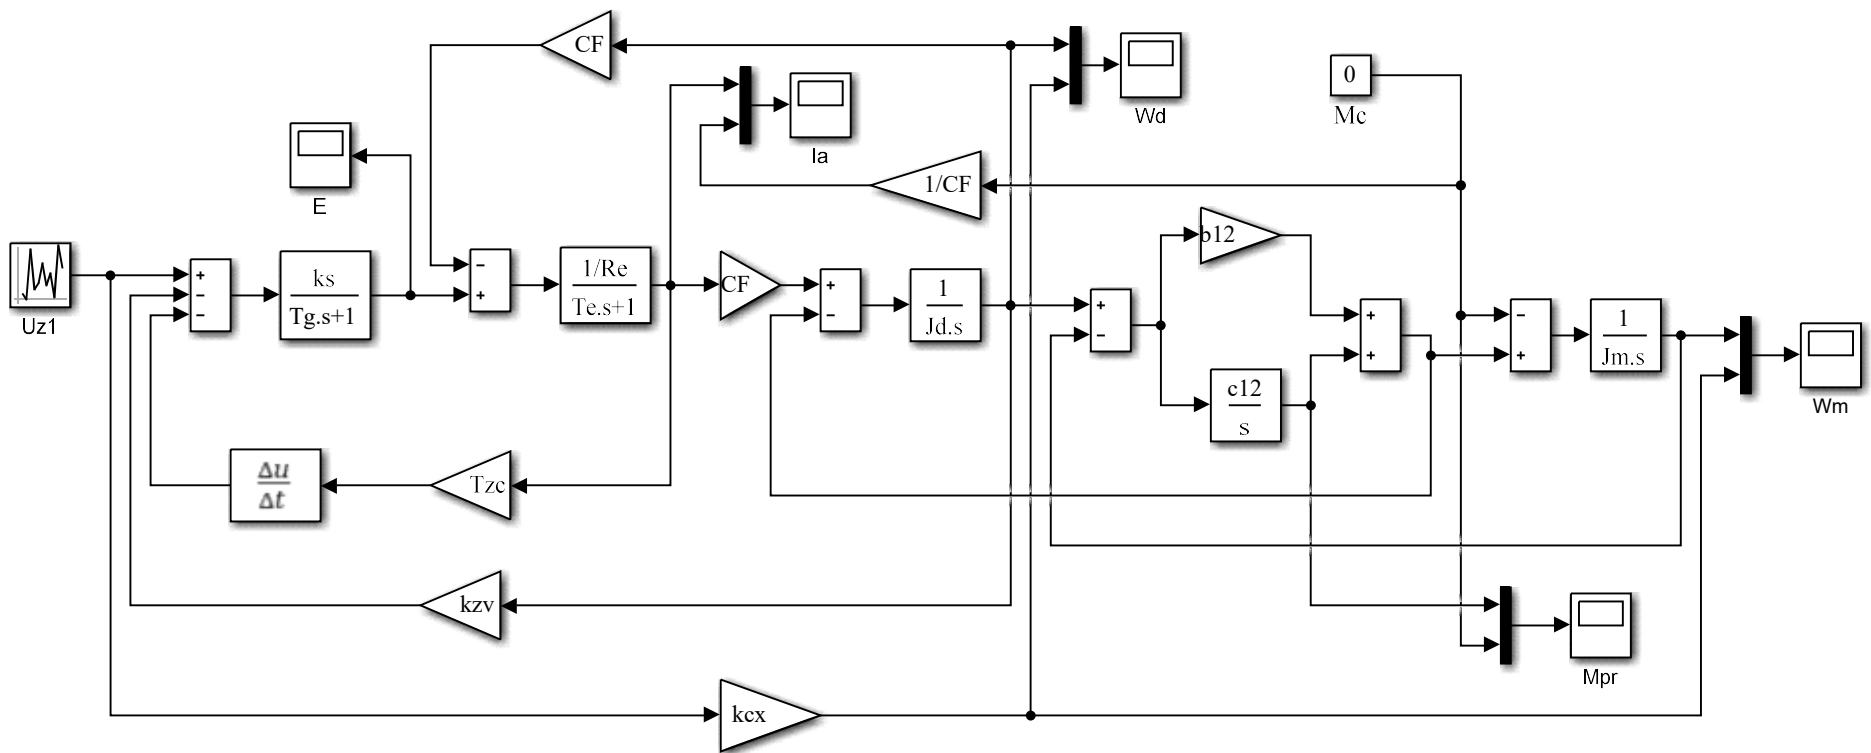 CF
Wd
0
Mc
Ia
E
1/CF
b12
Uz1
+
−
−
ks
Tg.s+1
−
+
1/Re
Te.s+1
CF
+
−
1
Jd.s
+
−
+
+
−
+
1
Jm.s
Wm
c12
s
Δu
Δt
Tzc
kzv
Mpr
kcx